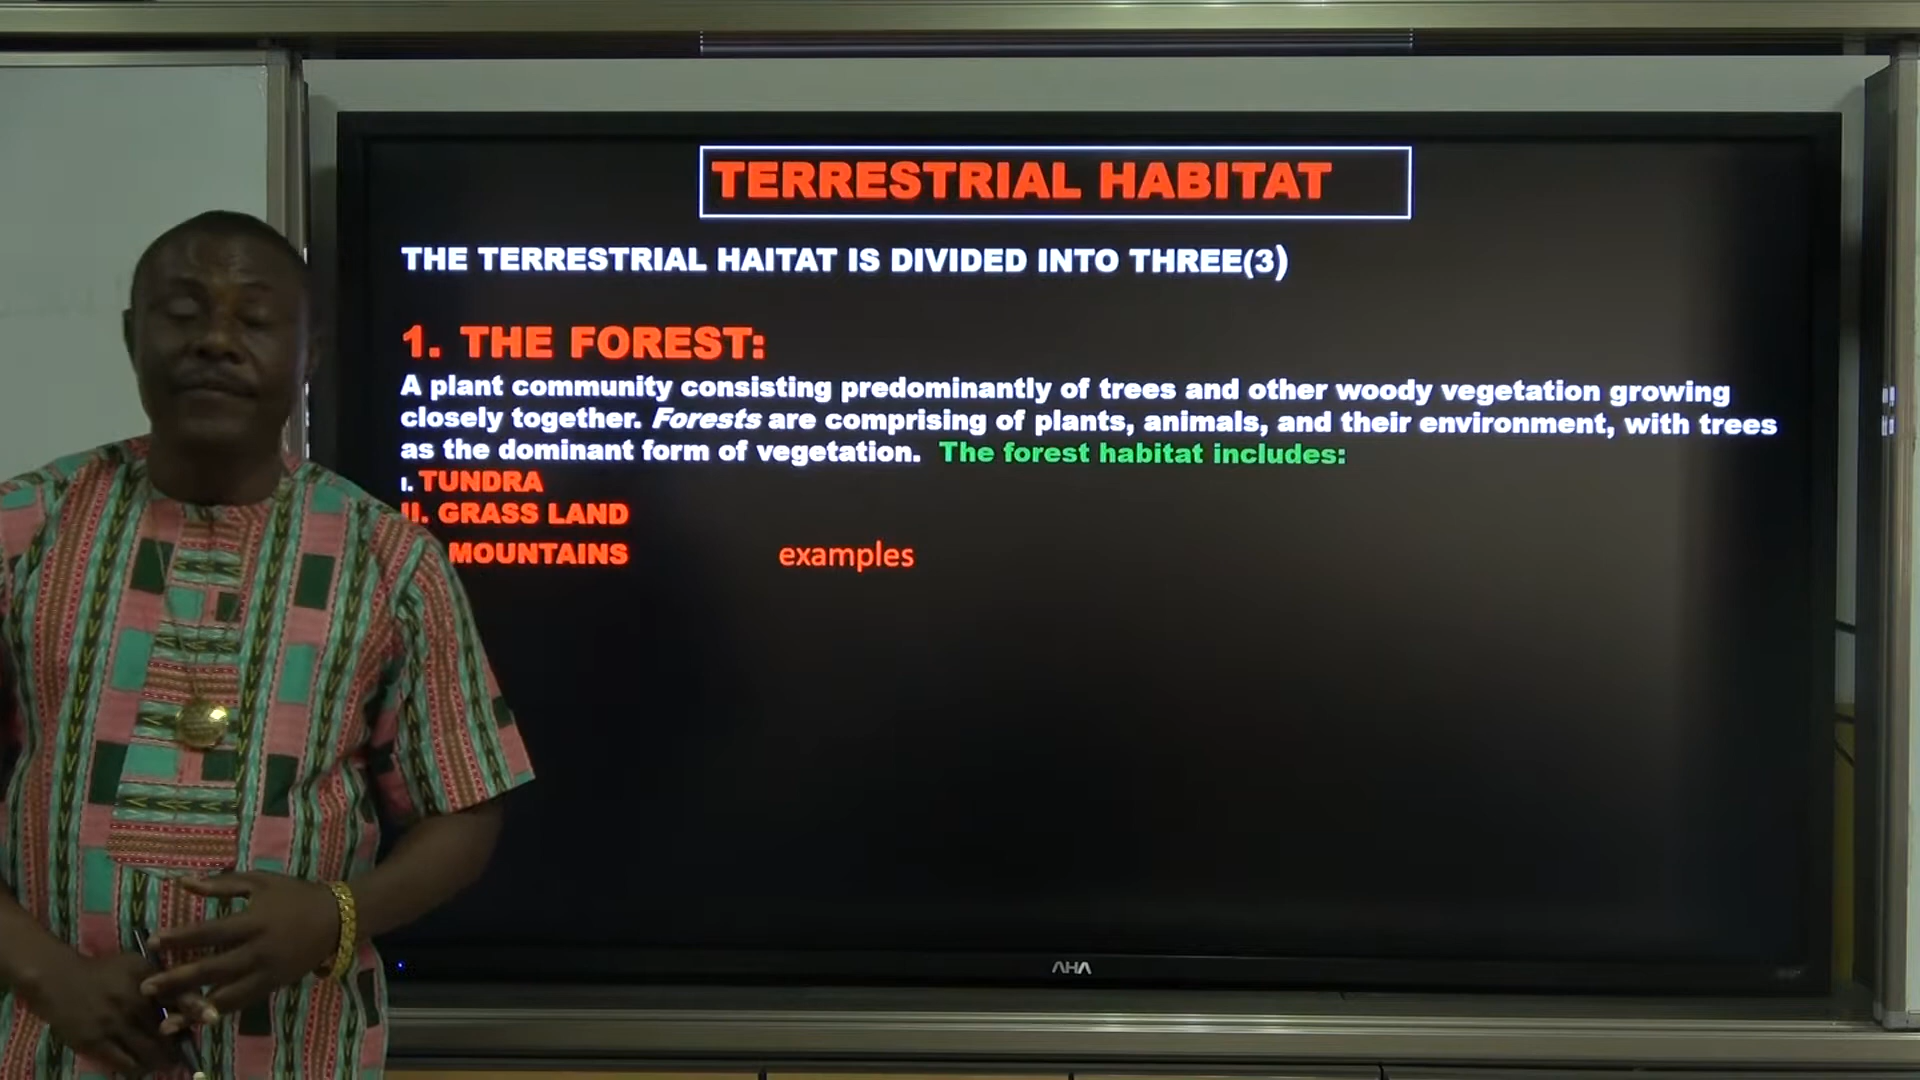 TERRESTRIAL HABITAT
THE TERRESTRIAL HAITAT IS DIVIDED INTO THREE(3)
1. THE FOREST:
A plant community consisting predominantly of trees and other woody vegetation growing
closely together. Forests are comprising of plants, animals, and their environment, with trees
as the dominant form of vegetation. The forest habitat includes:
I. TUNDRA
II. GRASS LAND
MOUNTAINS examples
AHA